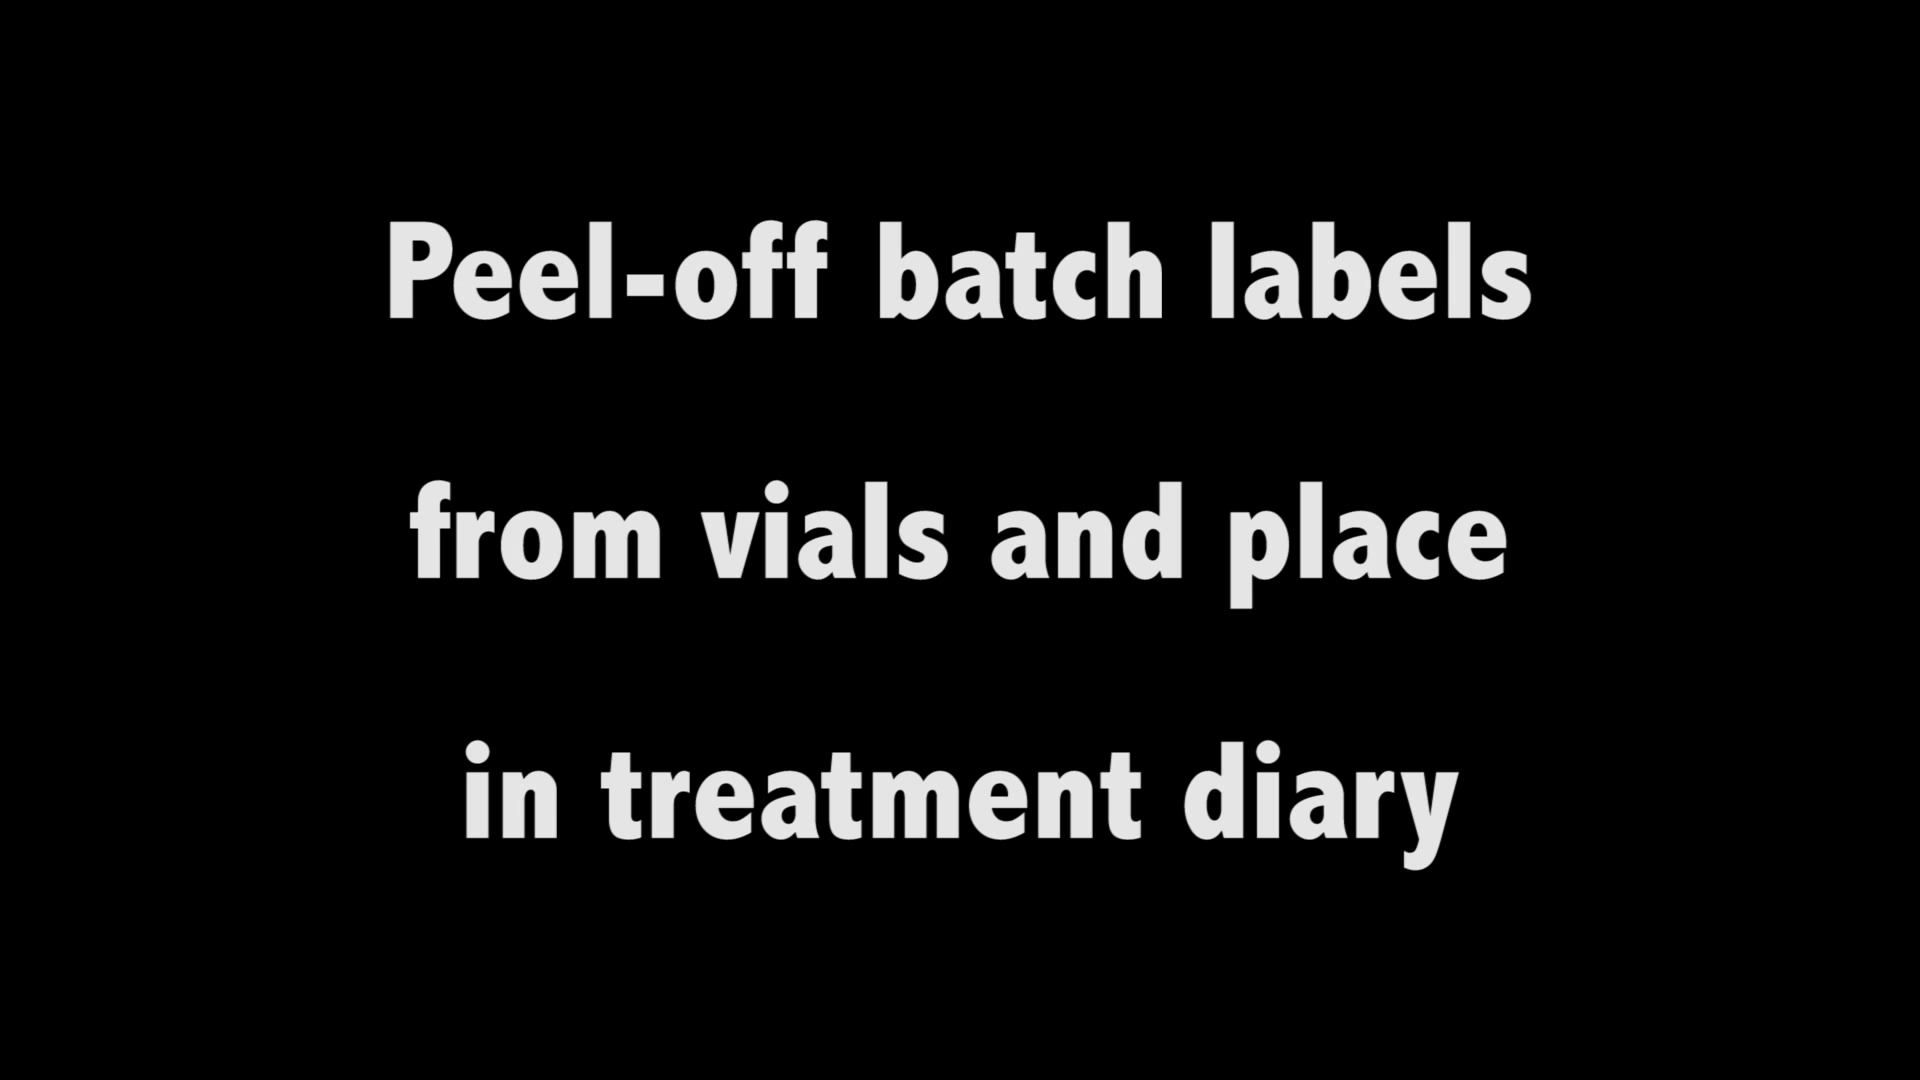 Peel-off batch labels
from vials and place
in treatment diary